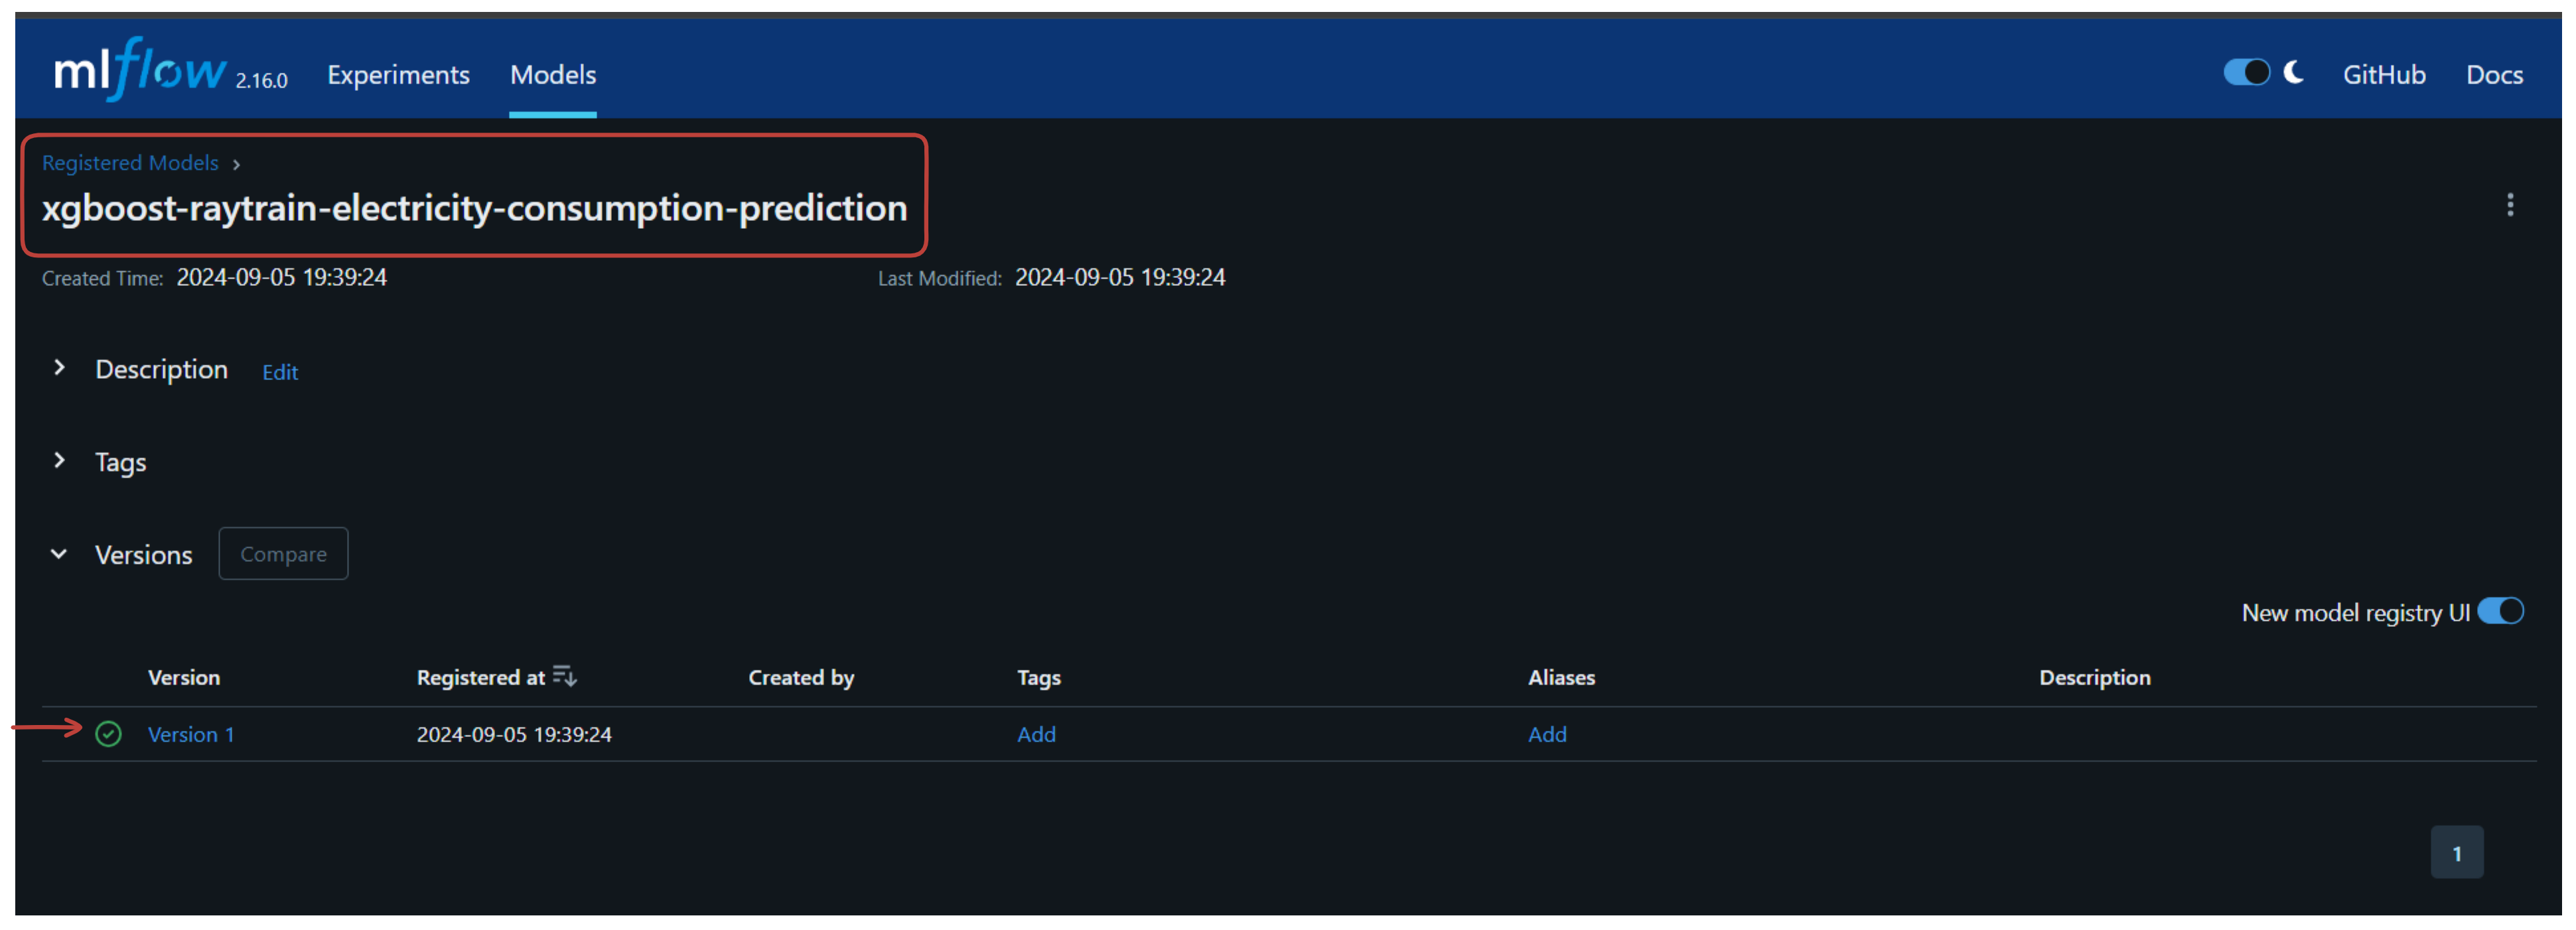 mlflow 2.16.0 Experiments Models GitHub Docs
Registered Models
xgboost-raytrain-electricity-consumption-prediction
Created Time: 2024-09-05 19:39:24 Last Modified: 2024-09-05 19:39:24
Description Edit
Tags
Versions Compare
New model registry UI
Version Registered at Created by Tags Aliases Description
Version 1 2024-09-05 19:39:24 Add Add
1